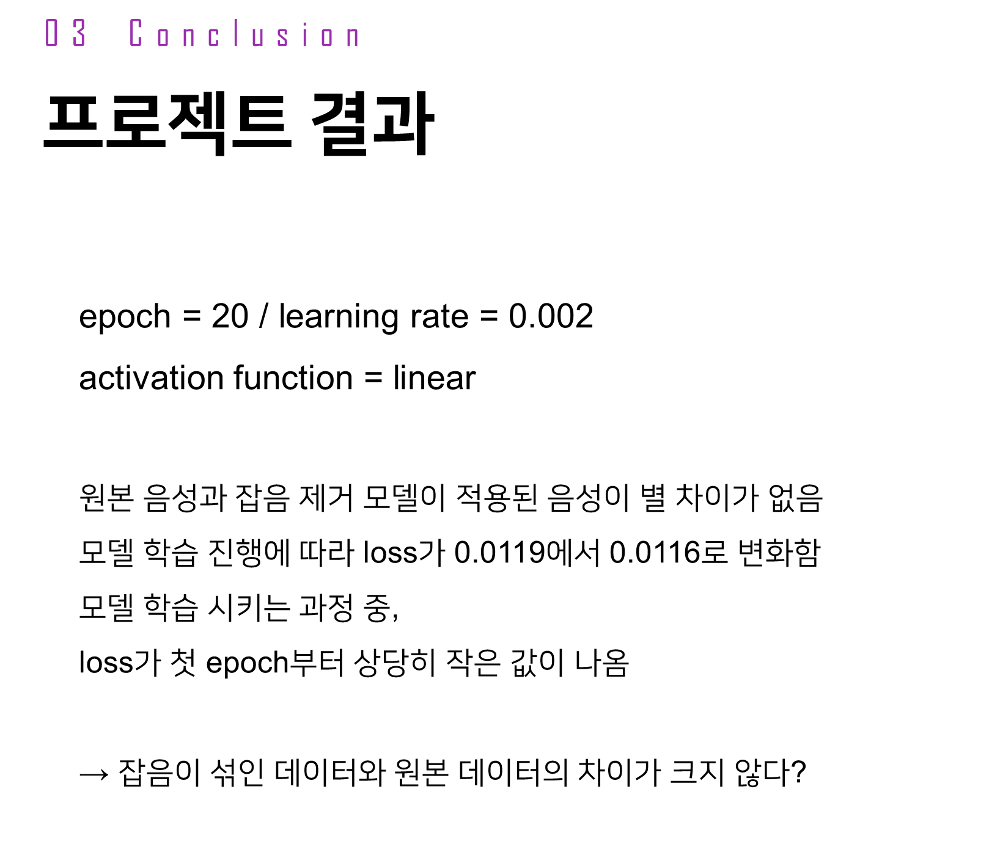 03 Conclusion
프로젝트 결과
epoch = 20 / learning rate = 0.002
activation function = linear
원본 음성과 잡음 제거 모델이 적용된 음성이 별 차이가 없음
모델 학습 진행에 따라 loss가 0.0119에서 0.0116로 변화함
모델 학습 시키는 과정 중,
loss가 첫 epoch부터 상당히 작은 값이 나옴
→ 잡음이 섞인 데이터와 원본 데이터의 차이가 크지 않다?